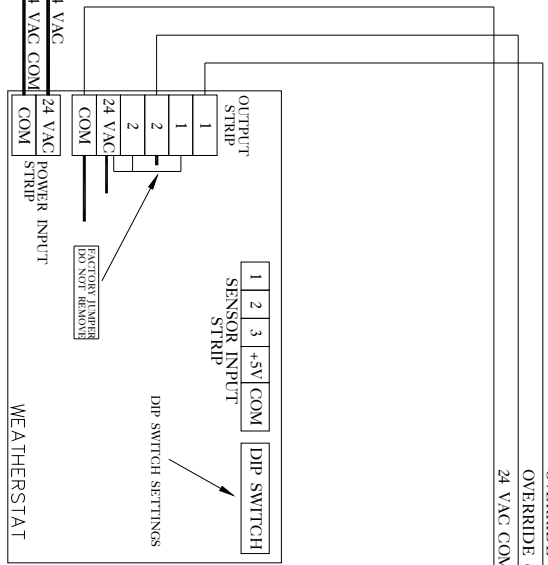 24 VAC COM
OVERRIDE
VAC
VAC COM
24 VAC
COM
POWER INPUT
STRIP
OUTPUT
STRIP
COM
24 VAC
2
2
1
1
FACTORY JUMPER
DO NOT REMOVE
1 2 3 +5V COM
SENSOR INPUT
STRIP
DIP SWITCH
DIP SWITCH SETTINGS
WEATHERSTAT